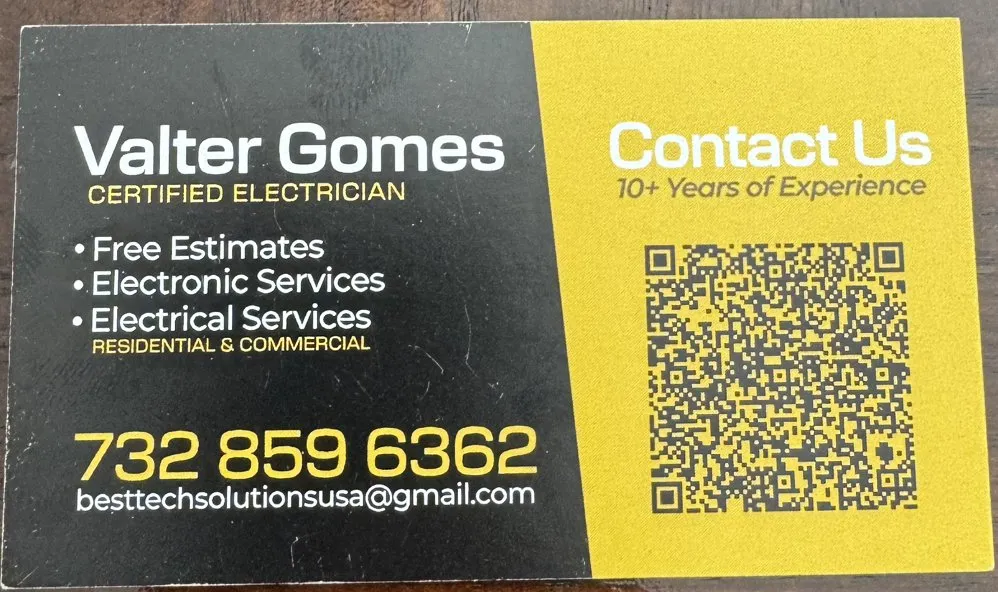 Valter Gomes
CERTIFIED ELECTRICIAN
• Free Estimates
• Electronic Services
• Electrical Services
RESIDENTIAL & COMMERCIAL
732 859 6362
besttechsolutionsusa@gmail.com
Contact Us
10+ Years of Experience